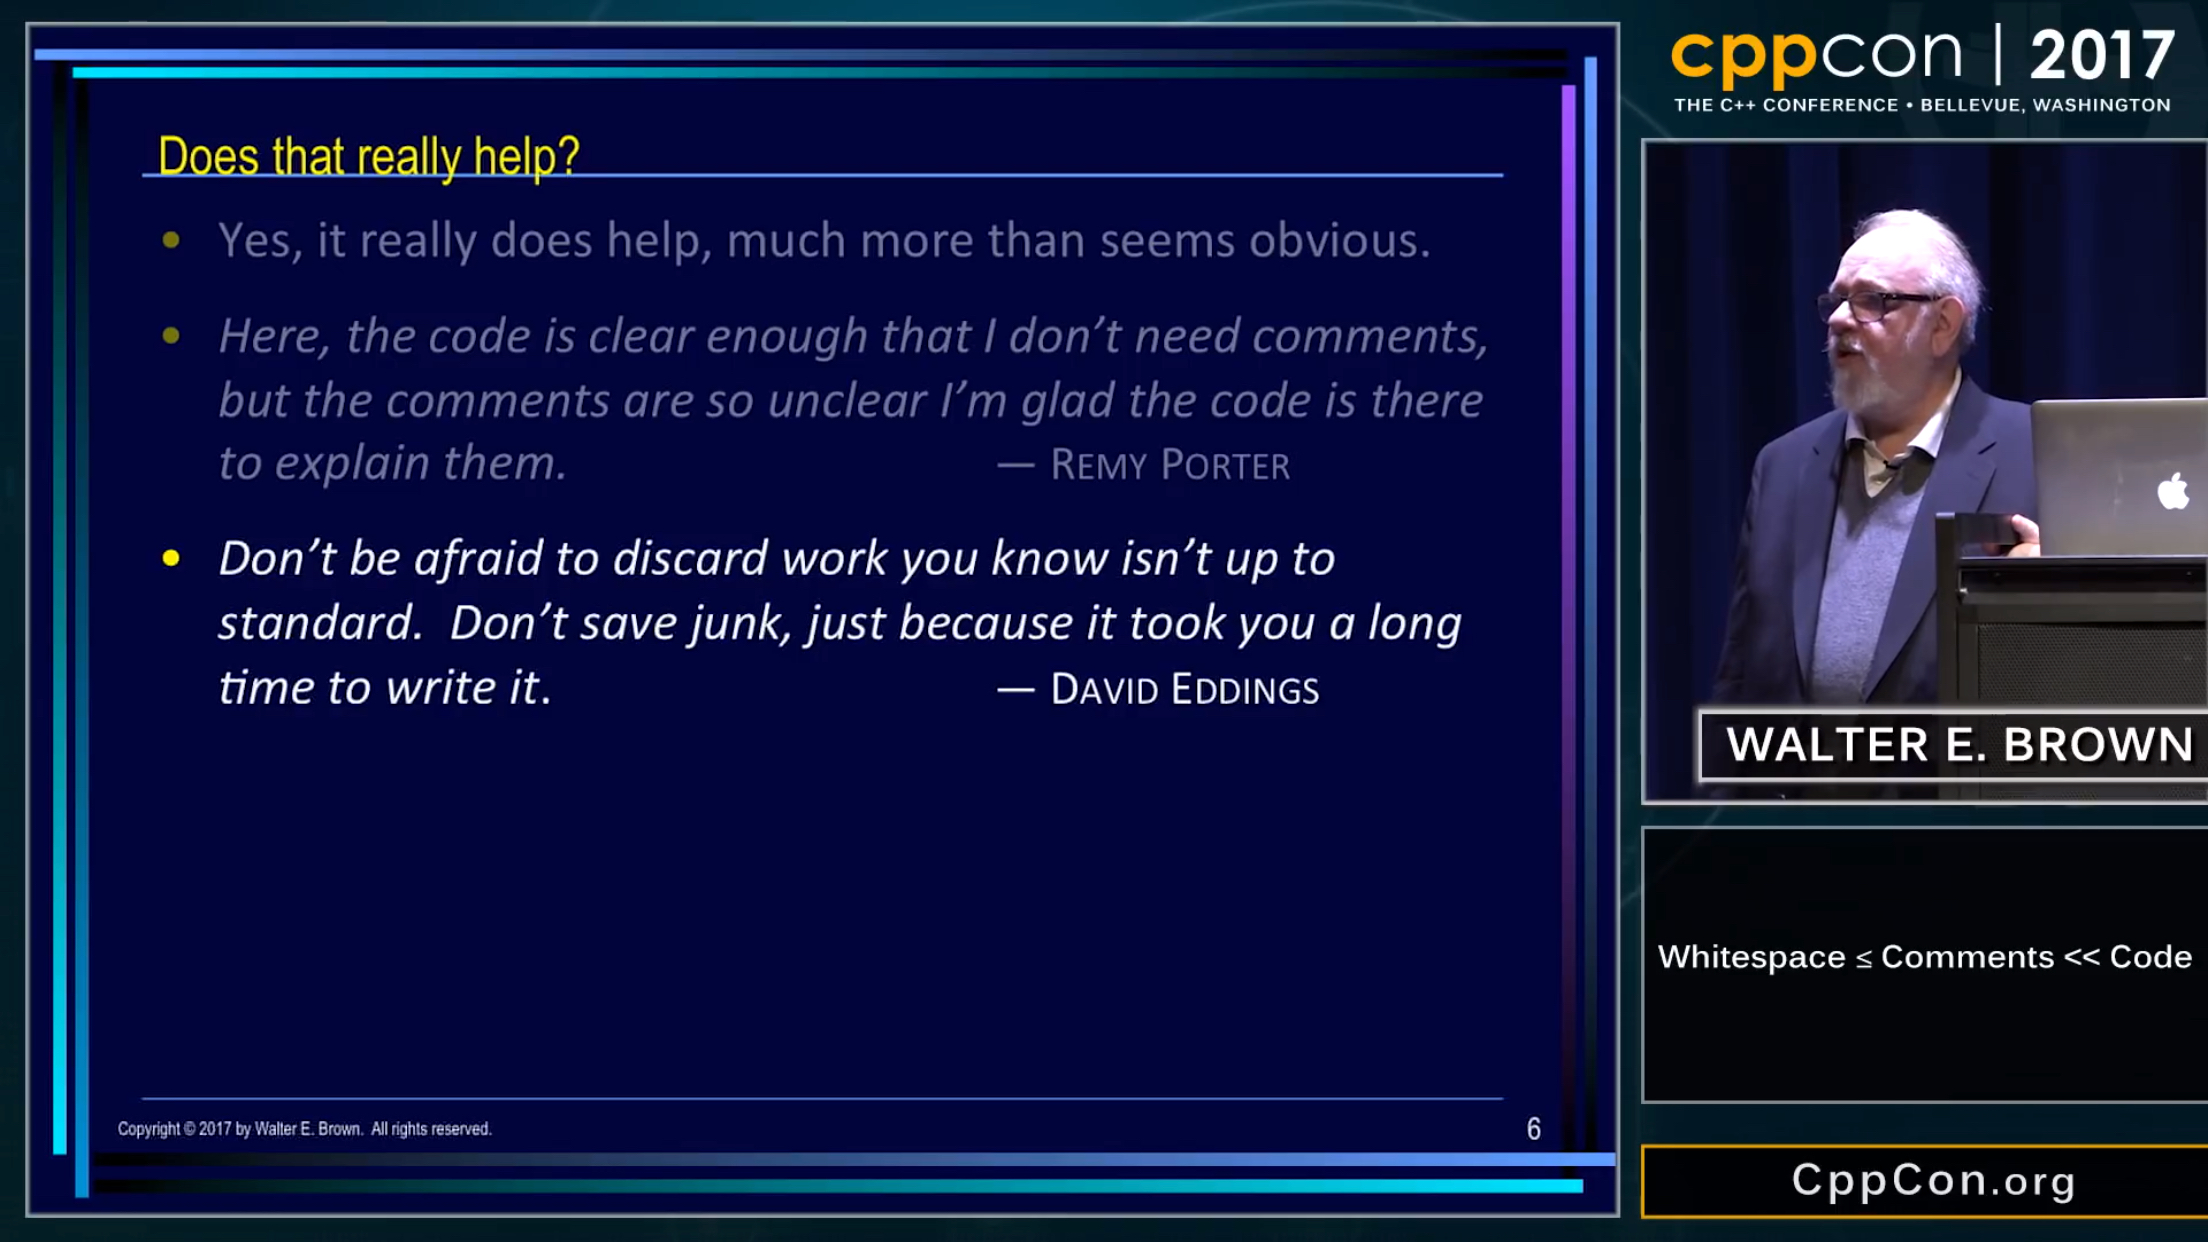 cppcon | 2017
THE C++ CONFERENCE • BELLEVUE, WASHINGTON
Does that really help?
• Yes, it really does help, much more than seems obvious.
• Here, the code is clear enough that I don’t need comments,
but the comments are so unclear I’m glad the code is there
to explain them. — REMY PORTER
• Don’t be afraid to discard work you know isn’t up to
standard. Don’t save junk, just because it took you a long
time to write it. — DAVID EDDINGS
Copyright © 2017 by Walter E. Brown. All rights reserved.
6
WALTER E. BROWN
Whitespace ≤ Comments << Code
CppCon.org